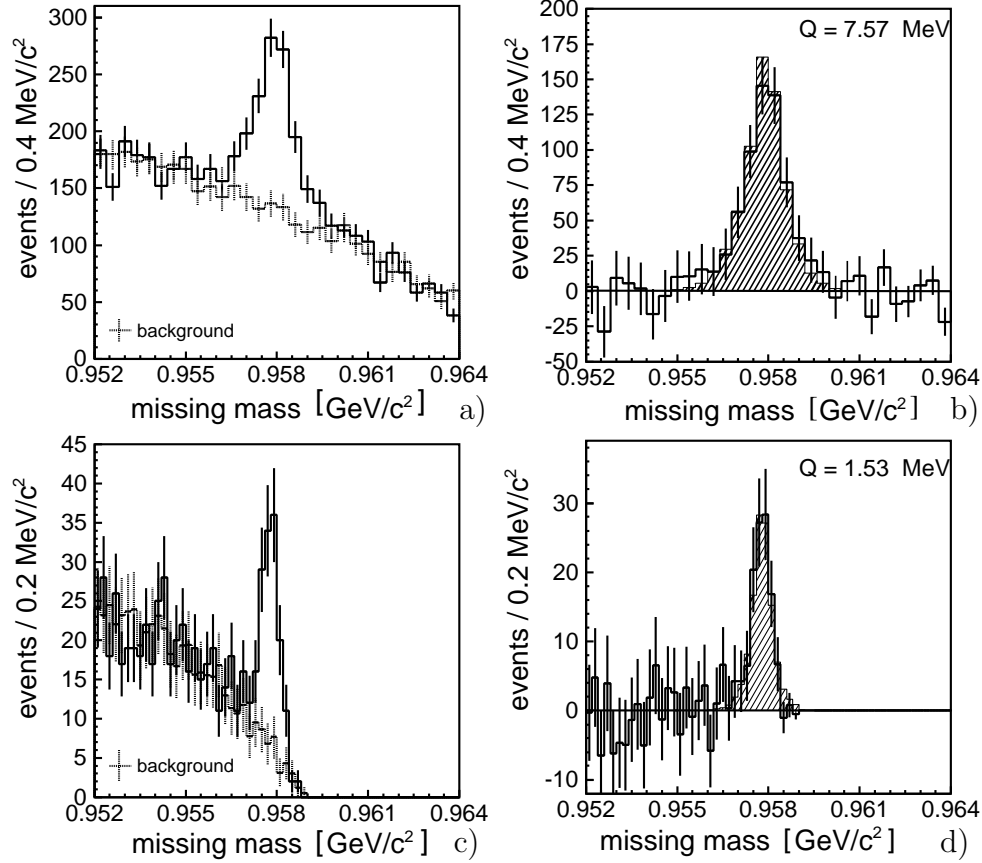 events / 0.4 MeV/c²
300
250
200
150
100
50
0
background
0.952 0.955 0.958 0.961 0.964
missing mass [GeV/c²] a)
events / 0.4 MeV/c²
200
175
150
125
100
75
50
25
0
-25
-50
Q = 7.57 MeV
0.952 0.955 0.958 0.961 0.964
missing mass [GeV/c²] b)
events / 0.2 MeV/c²
45
40
35
30
25
20
15
10
5
0
background
0.952 0.955 0.958 0.961 0.964
missing mass [GeV/c²] c)
events / 0.2 MeV/c²
30
20
10
0
-10
Q = 1.53 MeV
0.952 0.955 0.958 0.961 0.964
missing mass [GeV/c²] d)